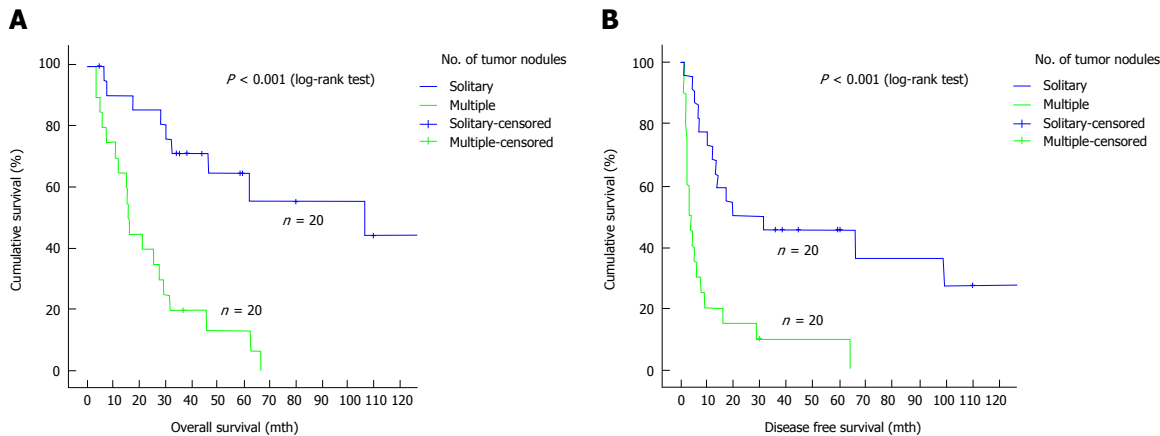 A
No. of tumor nodules
P < 0.001 (log-rank test)
Solitary
Multiple
Solitary-censored
Multiple-censored
Cumulative survival (%)
100
80
60
40
20
0
n = 20
n = 20
0 10 20 30 40 50 60 70 80 90 100 110 120
Overall survival (mth)
B
No. of tumor nodules
P < 0.001 (log-rank test)
Solitary
Multiple
Solitary-censored
Multiple-censored
Cumulative survival (%)
100
80
60
40
20
0
n = 20
n = 20
0 10 20 30 40 50 60 70 80 90 100 110 120
Disease free survival (mth)